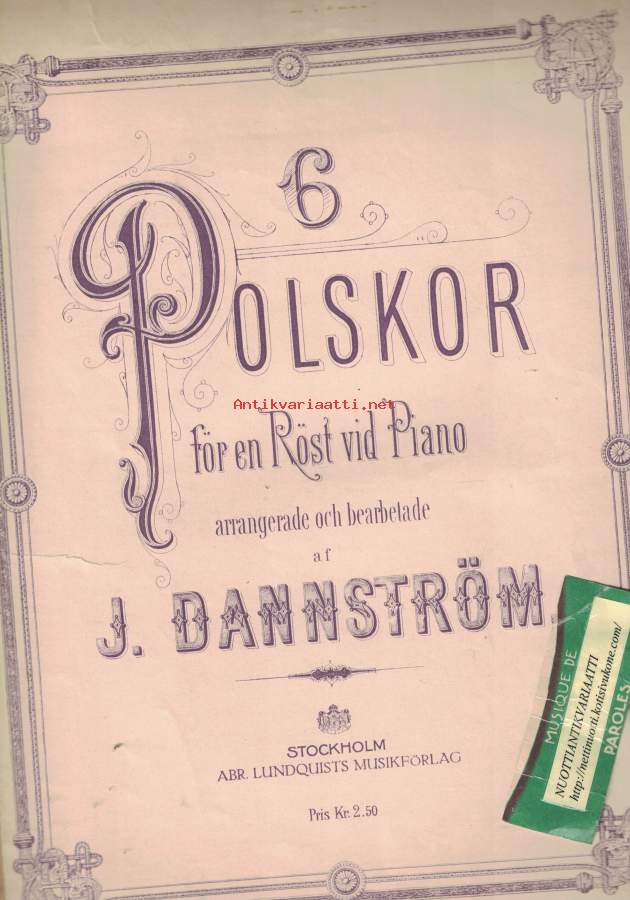 6
POLSKOR
Antikvariaatti.net
för en Röst vid Piano
arrangerade och bearbetade
af
J. DANNSTRÖM.
STOCKHOLM
ABR. LUNDQUISTS MUSIKFÖRLAG
Pris Kr. 2.50
MUSIQUE DE
NUOTTIANTIKVARIAATTI
http://nettinuotti.kotisivukone.com/
PAROLES